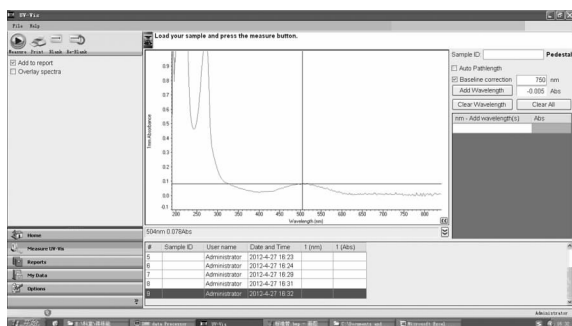 UV-Vis
File Help
Measure Print Blank Re-Blank
Load your sample and press the measure button.
Add to report
Overlay spectra
Sample ID: Pedestal
Auto Pathlength
Baseline correction 750 nm
Add Wavelength -0.005 Abs
Clear Wavelength Clear All
nm - Add wavelength(s) Abs
1mm Absorbance
0.9
0.8
0.7
0.6
0.5
0.4
0.3
0.2
0.1
0.0
-0.1
200 250 300 350 400 450 500 550 600 650 700 750 800
Wavelength (nm)
504nm 0.078Abs
Home
Measure UV-Vis
Reports
My Data
Options
# Sample ID User name Date and Time 1 (nm) 1 (Abs)
5 Administrator 2012-4-27 16:23
6 Administrator 2012-4-27 16:24
7 Administrator 2012-4-27 16:29
8 Administrator 2012-4-27 16:31
9 Administrator 2012-4-27 16:32
Administrator
UV-Vis
Microsoft Excel